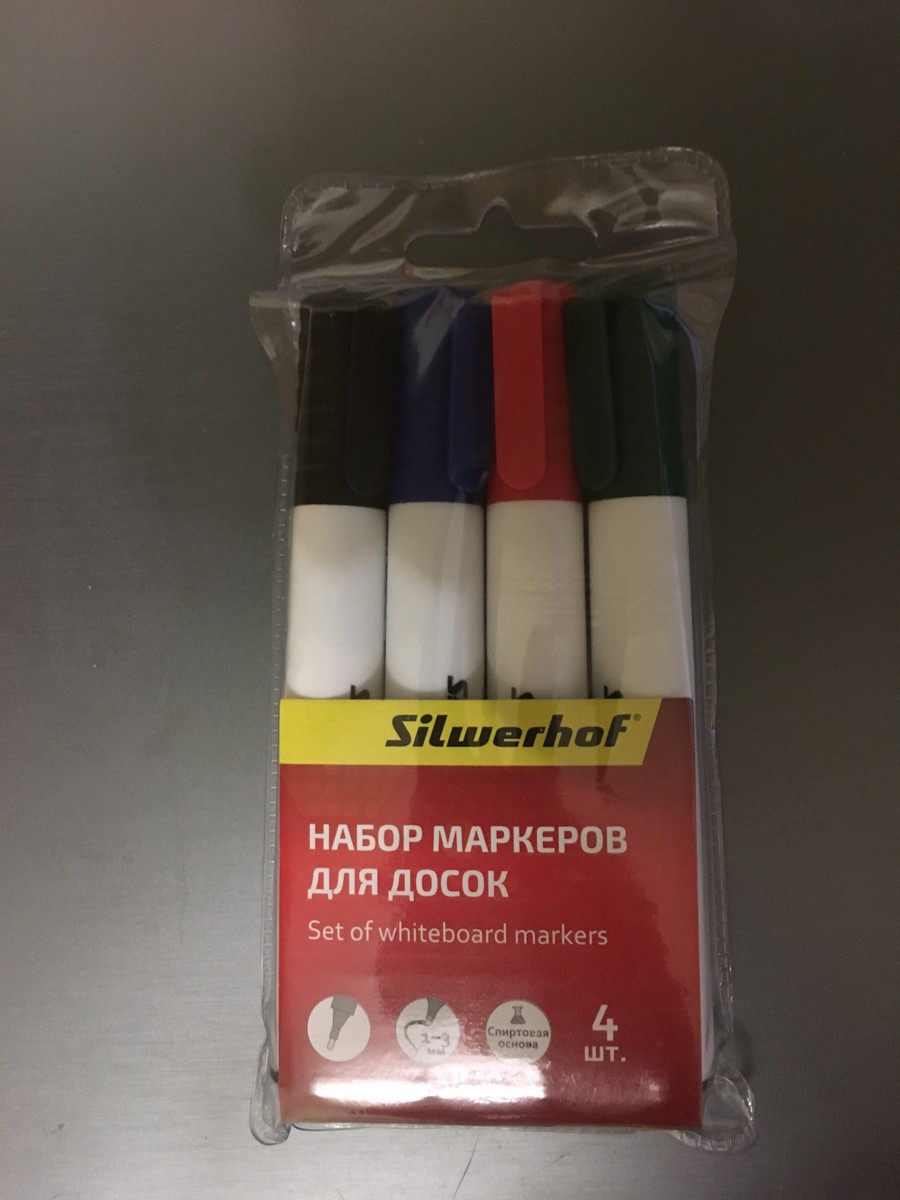 Silwerhof®
НАБОР МАРКЕРОВ
ДЛЯ ДОСОК
Set of whiteboard markers
1-3
мм
Спиртовая
основа
4
шт.